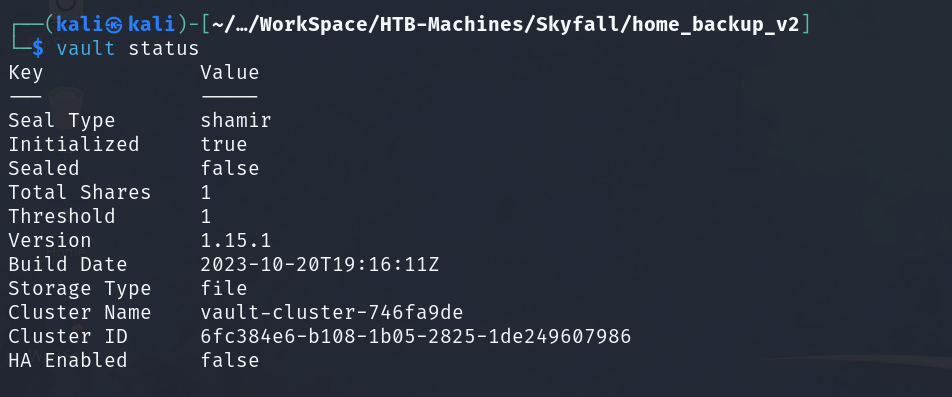 ┌──(kali㉿kali)-[~/…/WorkSpace/HTB-Machines/Skyfall/home_backup_v2]
└─$ vault status
Key             Value
---             -----
Seal Type       shamir
Initialized     true
Sealed          false
Total Shares    1
Threshold       1
Version         1.15.1
Build Date      2023-10-20T19:16:11Z
Storage Type    file
Cluster Name    vault-cluster-746fa9de
Cluster ID      6fc384e6-b108-1b05-2825-1de249607986
HA Enabled      false